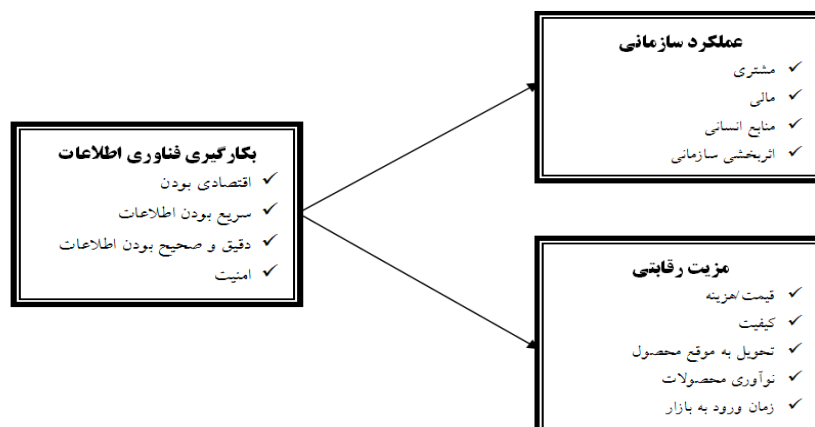 عملکرد سازمانی
مشتری
مالی
منابع انسانی
اثربخشی سازمانی
بکارگیری فناوری اطلاعات
اقتصادی بودن
سریع بودن اطلاعات
دقیق و صحیح بودن اطلاعات
امنیت
مزیت رقابتی
قیمت/هزینه
کیفیت
تحویل به موقع محصول
نوآوری محصولات
زمان ورود به بازار